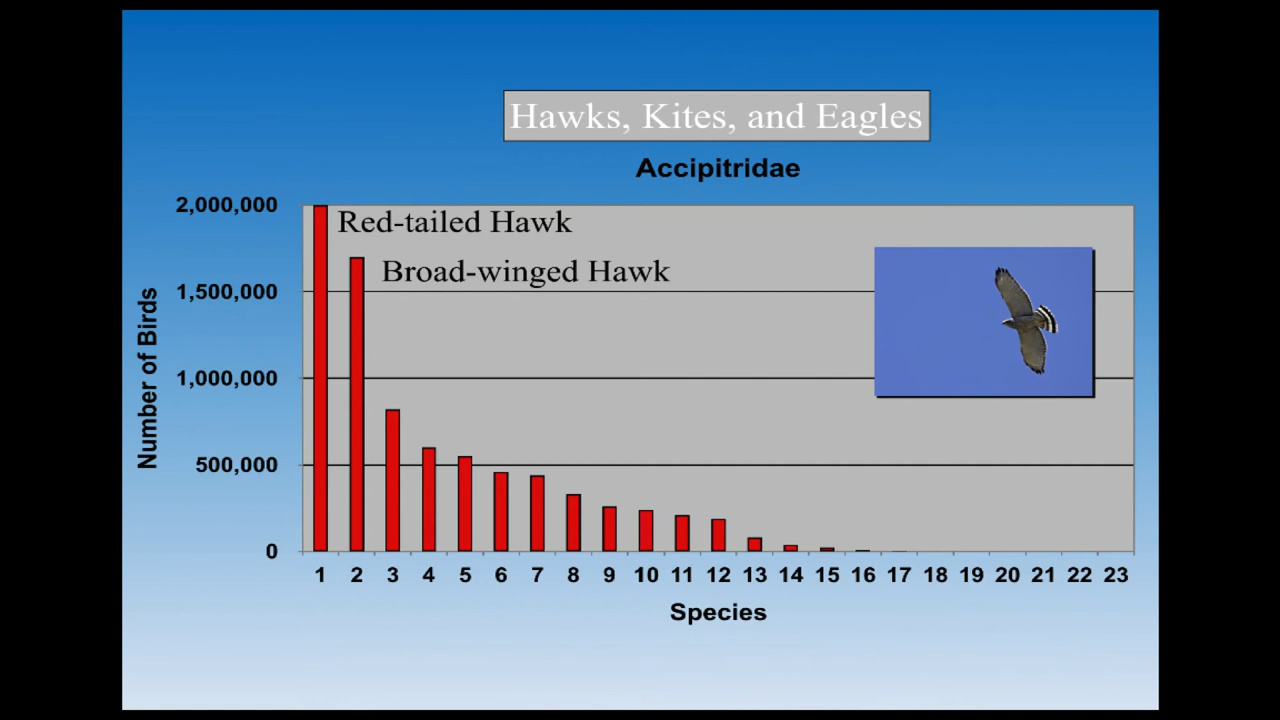 Hawks, Kites, and Eagles
Accipitridae
2,000,000
Red-tailed Hawk
Broad-winged Hawk
1,500,000
1,000,000
500,000
0
Number of Birds
1 2 3 4 5 6 7 8 9 10 11 12 13 14 15 16 17 18 19 20 21 22 23
Species